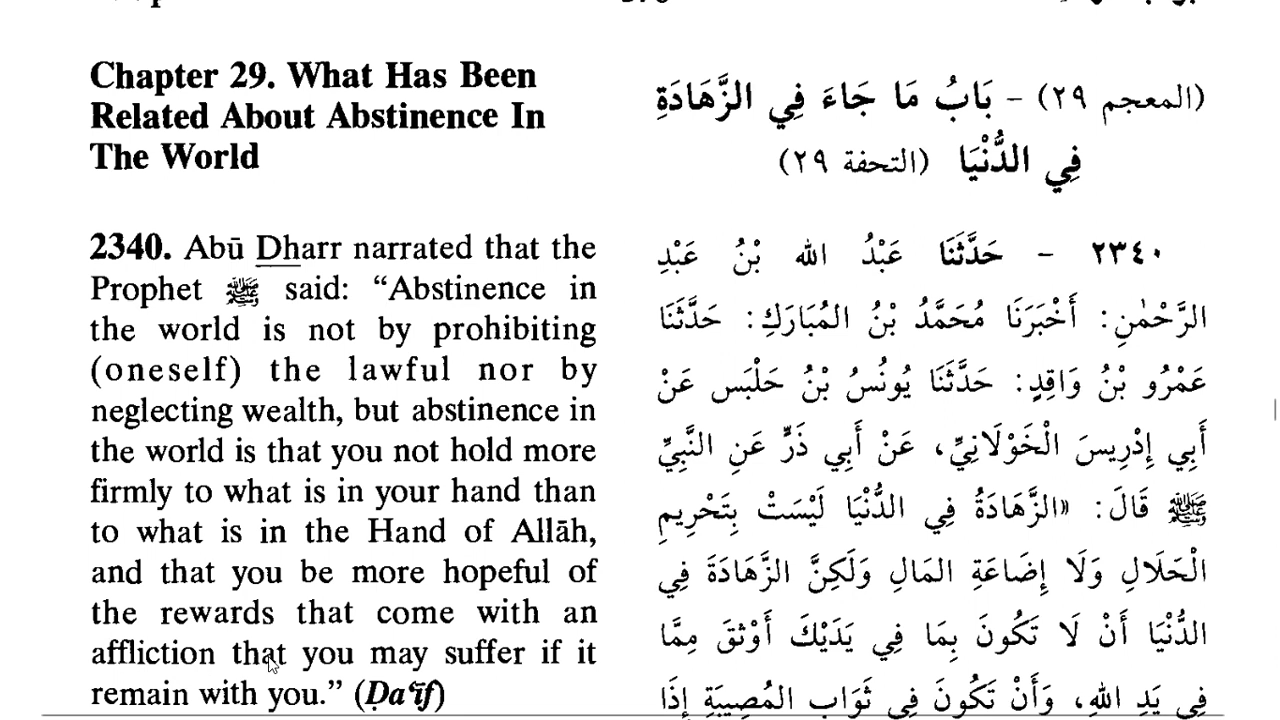 Chapter 29. What Has Been
Related About Abstinence In
The World
2340. Abū Dharr narrated that the
Prophet ﷺ said: “Abstinence in
the world is not by prohibiting
(oneself) the lawful nor by
neglecting wealth, but abstinence in
the world is that you not hold more
firmly to what is in your hand than
to what is in the Hand of Allāh,
and that you be more hopeful of
the rewards that come with an
affliction that you may suffer if it
remain with you.” (Ḍa‘īf)
(المعجم ٢٩) - بَابُ مَا جَاءَ فِي الزَّهَادَةِ
فِي الدُّنْيَا (التحفة ٢٩)
٢٣٤٠ - حَدَّثَنَا عَبْدُ الله بْنُ عَبْدِ
الرَّحْمٰنِ: أَخْبَرَنَا مُحَمَّدُ بْنُ المُبَارَكِ: حَدَّثَنَا
عَمْرُو بْنُ وَاقِدٍ: حَدَّثَنَا يُونُسُ بْنُ حَلْبَس عَنْ
أَبِي إِدْرِيسَ الْخَوْلَانِيِّ، عَنْ أَبِي ذَرٍّ عَنِ النَّبِيِّ
ﷺ قَالَ: «الزَّهَادَةُ فِي الدُّنْيَا لَيْسَتْ بِتَحْرِيمِ
الْحَلَالِ وَلَا إِضَاعَةِ المَالِ وَلَكِنَّ الزَّهَادَةَ فِي
الدُّنْيَا أَنْ لَا تَكُونَ بِمَا فِي يَدَيْكَ أَوْثقَ مِمَّا
فِي يَدِ اللهِ، وَأَنْ تَكُونَ فِي ثَوَابِ المُصِيبَةِ إِذَا